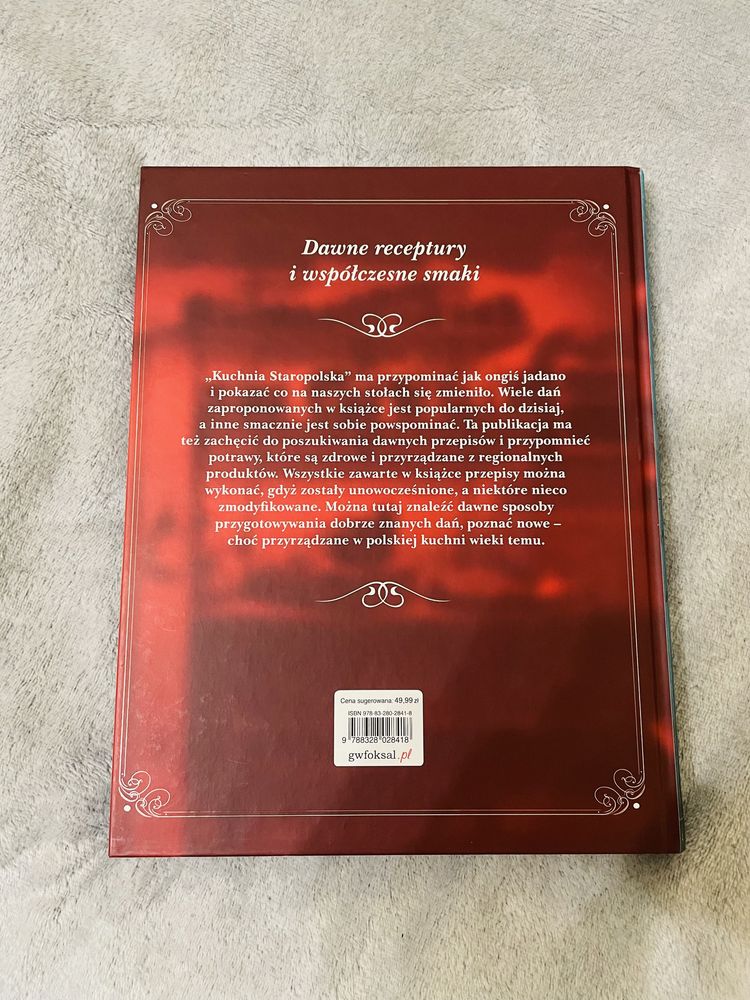 Dawne receptury
i współczesne smaki
„Kuchnia Staropolska” ma przypominać jak ongiś jadano
i pokazać co na naszych stołach się zmieniło. Wiele dań
zaproponowanych w książce jest popularnych do dzisiaj,
a inne smacznie jest sobie powspominać. Ta publikacja ma
też zachęcić do poszukiwania dawnych przepisów i przypomnieć
potrawy, które są zdrowe i przyrządzane z regionalnych
produktów. Wszystkie zawarte w książce przepisy można
wykonać, gdyż zostały unowocześnione, a niektóre nieco
zmodyfikowane. Można tutaj znaleźć dawne sposoby
przygotowywania dobrze znanych dań, poznać nowe –
choć przyrządzane w polskiej kuchni wieki temu.
Cena sugerowana: 49,99 zł
ISBN 978-83-280-2841-8
9 788328 028418
gwfoksal.pl